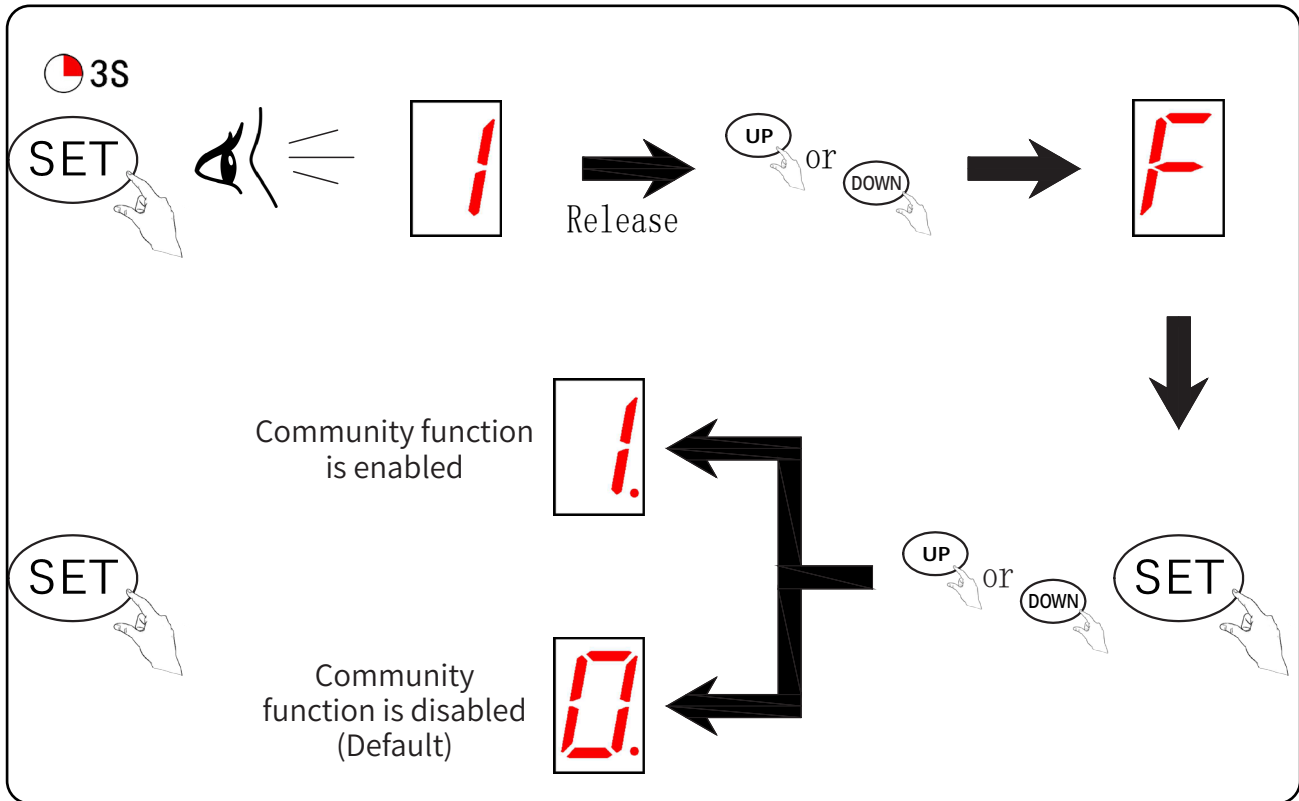 3S
SET
1
Release
UP
or
DOWN
F
Community function
is enabled
1.
SET
UP
or
DOWN
SET
Community
function is disabled
(Default)
0.